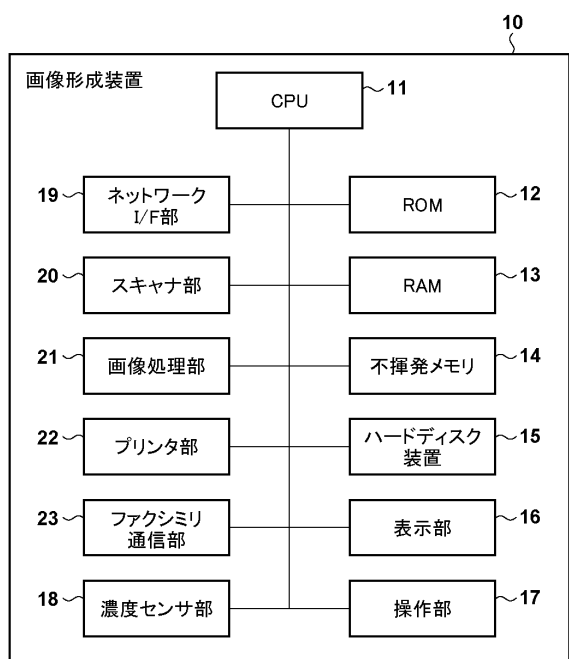 10
画像形成装置
CPU
11
19
ネットワーク
I/F部
ROM
12
20
スキャナ部
RAM
13
21
画像処理部
不揮発メモリ
14
22
プリンタ部
ハードディスク
装置
15
23
ファクシミリ
通信部
表示部
16
18
濃度センサ部
操作部
17